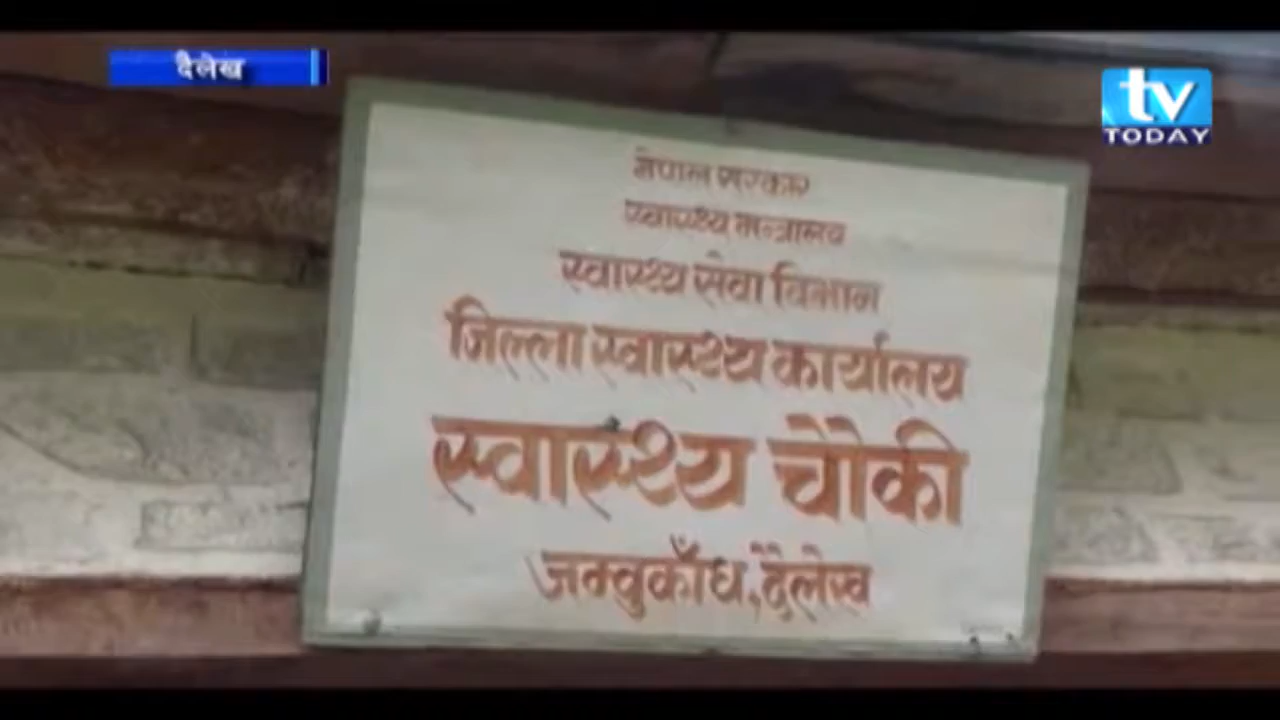 दैलेख
tv
TODAY
नेपाल सरकार
स्वास्थ्य मन्त्रालय
स्वास्थ्य सेवा विभाग
जिल्ला स्वास्थ्य कार्यालय
स्वास्थ्य चौकी
जम्वुकाँध, दैलेख